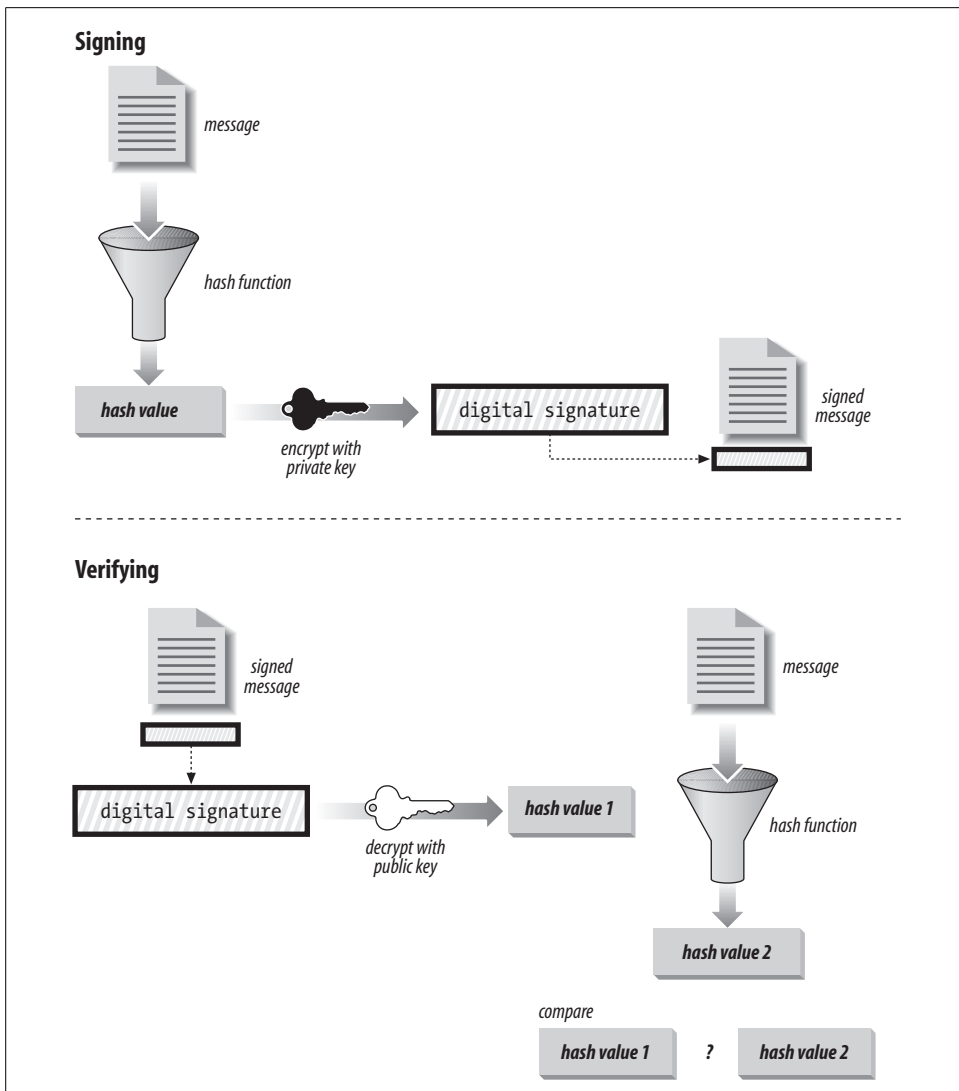 Signing
message
hash function
hash value
encrypt with
private key
digital signature
signed
message
Verifying
signed
message
digital signature
decrypt with
public key
hash value 1
message
hash function
hash value 2
compare
hash value 1
?
hash value 2